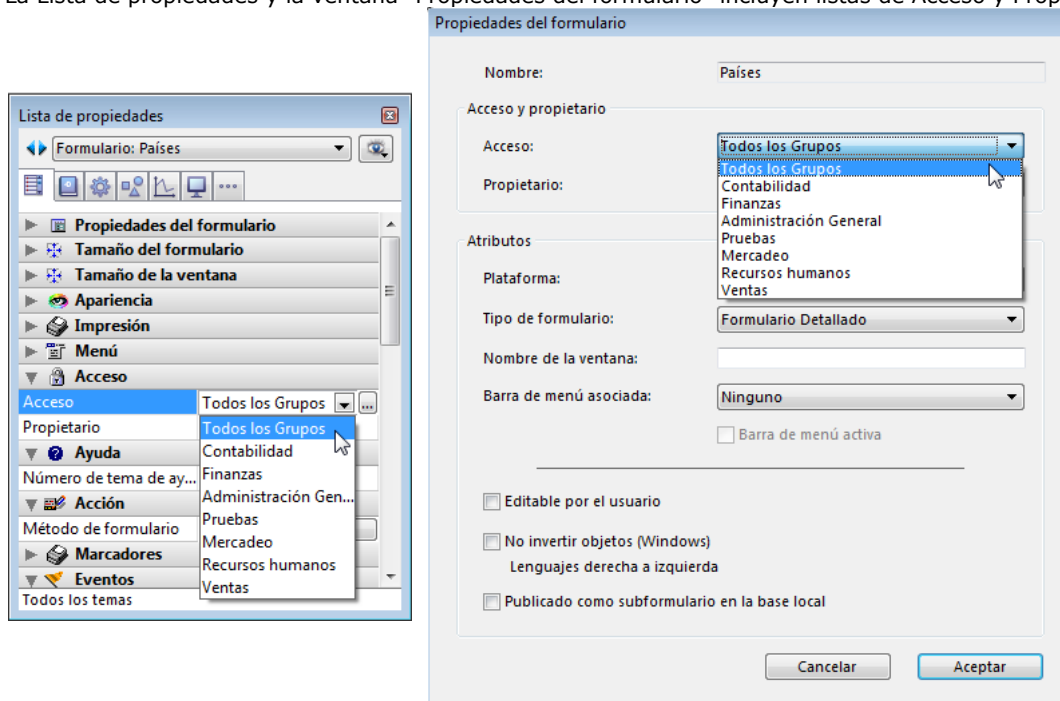 La Lista de propiedades y la ventana "Propiedades del formulario" incluyen listas de Acceso y Prop
Lista de propiedades
Formulario: Países
Propiedades del formulario
Tamaño del formulario
Tamaño de la ventana
Apariencia
Impresión
Menú
Acceso
Acceso
Todos los Grupos
...
Propietario
Todos los Grupos
Contabilidad
Finanzas
Administración Gen...
Pruebas
Mercadeo
Recursos humanos
Ventas
Ayuda
Número de tema de ay...
Acción
Método de formulario
Marcadores
Eventos
Todos los temas
Propiedades del formulario
Nombre:
Países
Acceso y propietario
Acceso:
Todos los Grupos
Todos los Grupos
Contabilidad
Finanzas
Administración General
Pruebas
Mercadeo
Recursos humanos
Ventas
Propietario:
Atributos
Plataforma:
Tipo de formulario:
Formulario Detallado
Nombre de la ventana:
Barra de menú asociada:
Ninguno
Barra de menú activa
Editable por el usuario
No invertir objetos (Windows)
Lenguajes derecha a izquierda
Publicado como subformulario en la base local
Cancelar
Aceptar